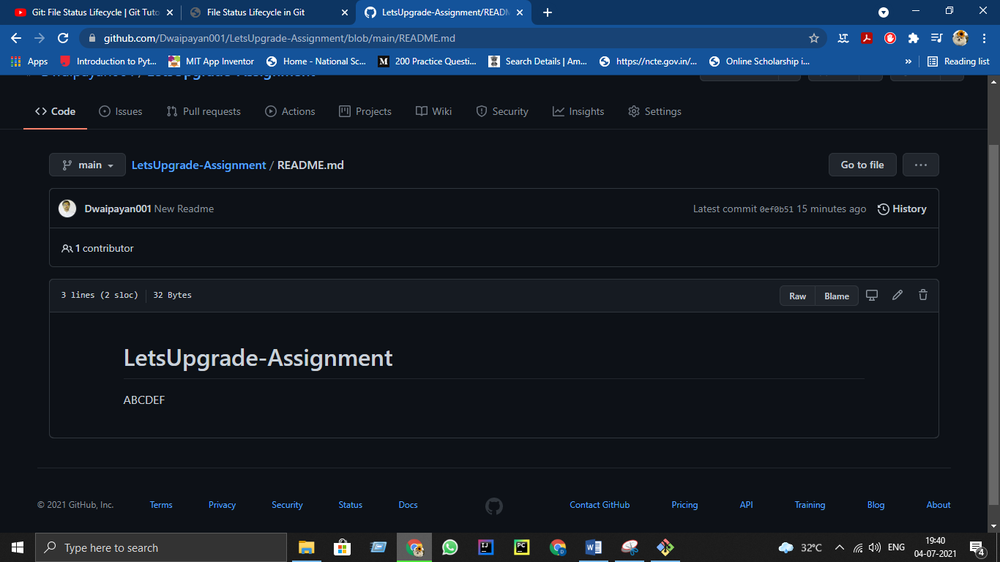 Git: File Status Lifecycle | Git Tuto
File Status Lifecycle in Git
LetsUpgrade-Assignment/READM
github.com/Dwaipayan001/LetsUpgrade-Assignment/blob/main/README.md
Apps
Introduction to Pyt...
MIT App Inventor
Home - National Sc...
200 Practice Questi...
Search Details | Am...
https://ncte.gov.in/...
Online Scholarship i...
»
Reading list
Dwaipayan001 / LetsUpgrade-Assignment
Code
Issues
Pull requests
Actions
Projects
Wiki
Security
Insights
Settings
main
LetsUpgrade-Assignment / README.md
Go to file
...
Dwaipayan001 New Readme
Latest commit 0ef0b51 15 minutes ago
History
1 contributor
3 lines (2 sloc)
32 Bytes
Raw
Blame
LetsUpgrade-Assignment
ABCDEF
© 2021 GitHub, Inc.
Terms
Privacy
Security
Status
Docs
Contact GitHub
Pricing
API
Training
Blog
About
Type here to search
32°C
ENG
19:40
04-07-2021
4